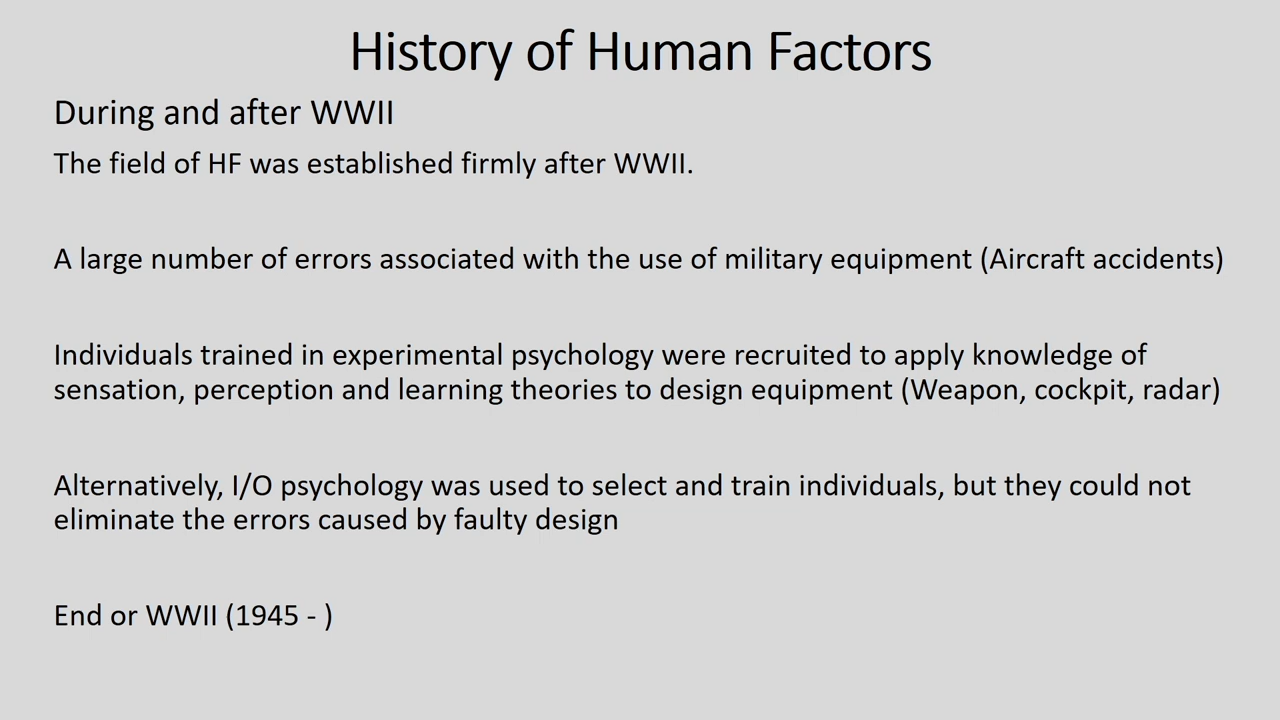 History of Human Factors
During and after WWII
The field of HF was established firmly after WWII.
A large number of errors associated with the use of military equipment (Aircraft accidents)
Individuals trained in experimental psychology were recruited to apply knowledge of
sensation, perception and learning theories to design equipment (Weapon, cockpit, radar)
Alternatively, I/O psychology was used to select and train individuals, but they could not
eliminate the errors caused by faulty design
End or WWII (1945 - )